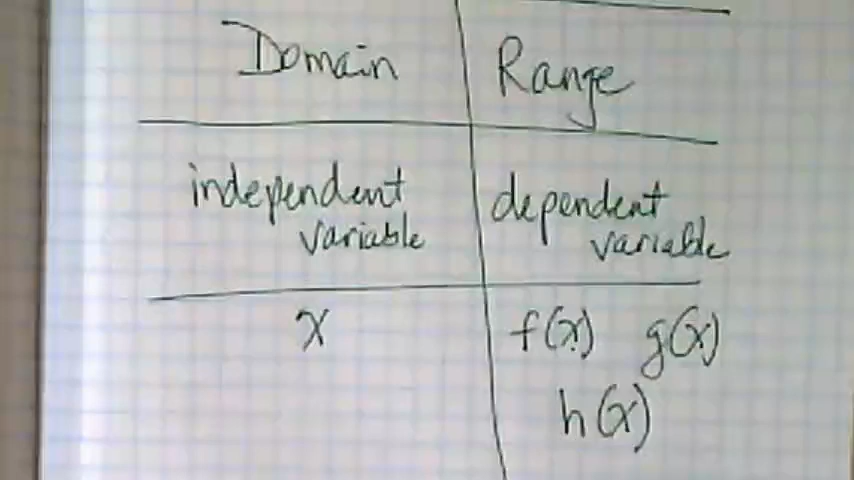 Domain Range
independent variable
dependent variable
x f(x) g(x)
h(x)